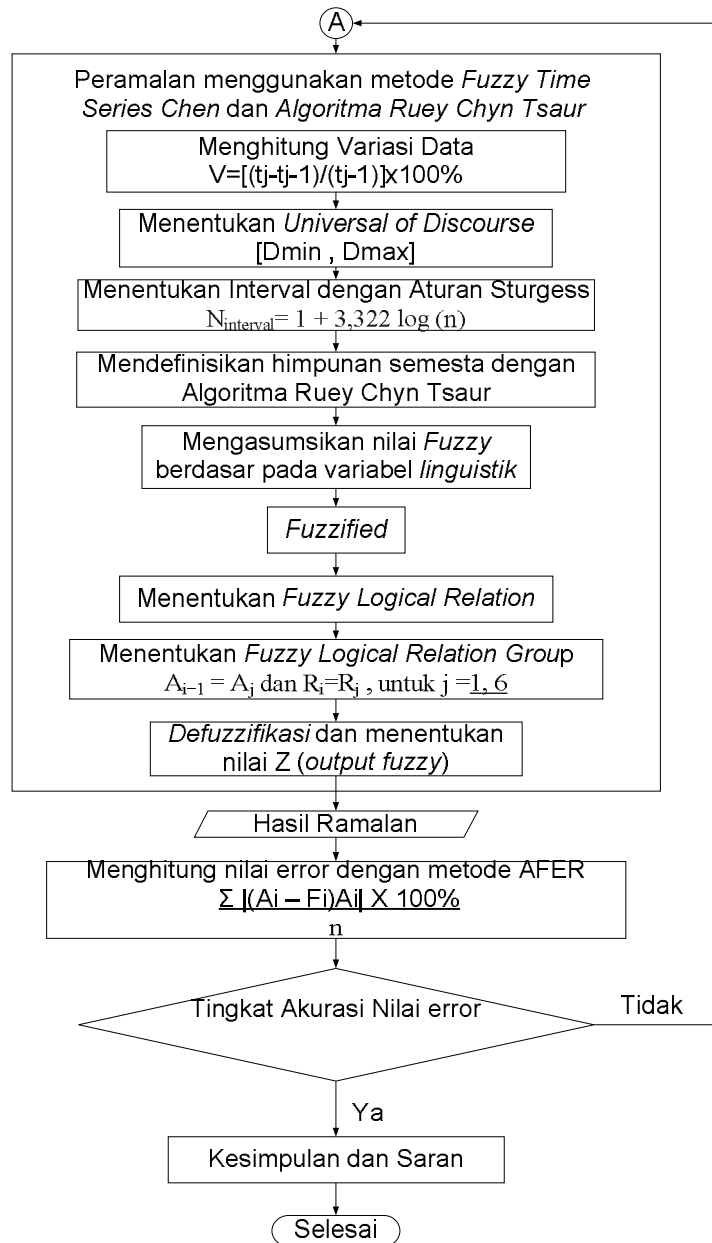 A
Peramalan menggunakan metode Fuzzy Time
Series Chen dan Algoritma Ruey Chyn Tsaur
Menghitung Variasi Data
V=[(tj-tj-1)/(tj-1)]x100%
Menentukan Universal of Discourse
[Dmin , Dmax]
Menentukan Interval dengan Aturan Sturgess
Ninterval= 1 + 3,322 log (n)
Mendefinisikan himpunan semesta dengan
Algoritma Ruey Chyn Tsaur
Mengasumsikan nilai Fuzzy
berdasar pada variabel linguistik
Fuzzified
Menentukan Fuzzy Logical Relation
Menentukan Fuzzy Logical Relation Group
Ai−1 = Aj dan Ri=Rj , untuk j =1, 6
Defuzzifikasi dan menentukan
nilai Z (output fuzzy)
Hasil Ramalan
Menghitung nilai error dengan metode AFER
Σ |(Ai – Fi)Ai| X 100%
n
Tingkat Akurasi Nilai error
Tidak
Ya
Kesimpulan dan Saran
Selesai